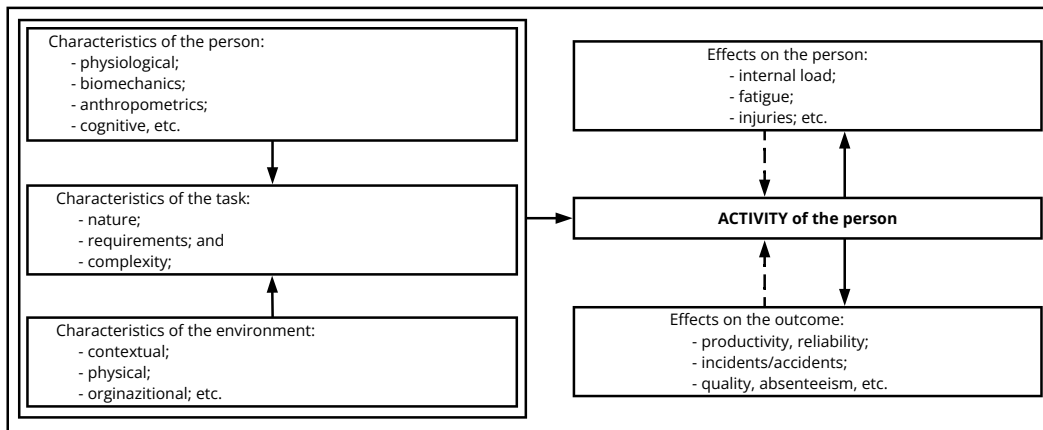 Characteristics of the person:
- physiological;
- biomechanics;
- anthropometrics;
- cognitive, etc.
Characteristics of the task:
- nature;
- requirements; and
- complexity;
Characteristics of the environment:
- contextual;
- physical;
- orginazitional; etc.
Effects on the person:
- internal load;
- fatigue;
- injuries; etc.
ACTIVITY of the person
Effects on the outcome:
- productivity, reliability;
- incidents/accidents;
- quality, absenteeism, etc.